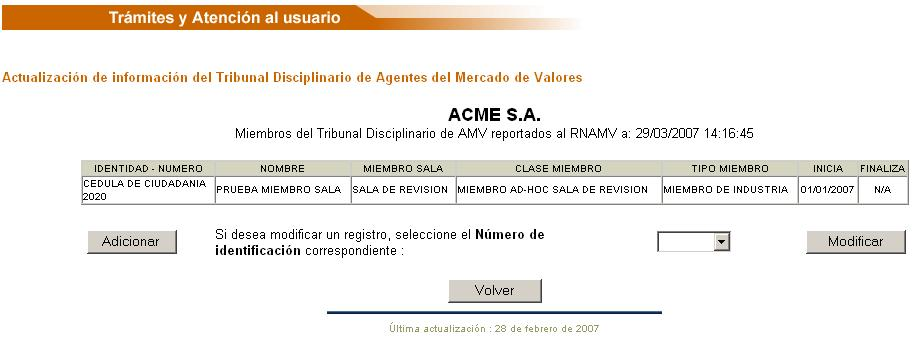 Trámites y Atención al usuario
Actualización de información del Tribunal Disciplinario de Agentes del Mercado de Valores
ACME S.A.
Miembros del Tribunal Disciplinario de AMV reportados al RNAMV a: 29/03/2007 14:16:45
IDENTIDAD - NUMERO NOMBRE MIEMBRO SALA CLASE MIEMBRO TIPO MIEMBRO INICIA FINALIZA
CEDULA DE CIUDADANIA PRUEBA MIEMBRO SALA SALA DE REVISION MIEMBRO AD-HOC SALA DE REVISION MIEMBRO DE INDUSTRIA 01/01/2007 N/A
2020
Adicionar Si desea modificar un registro, seleccione el Número de Modificar
identificación correspondiente :
Volver
Última actualización : 28 de febrero de 2007